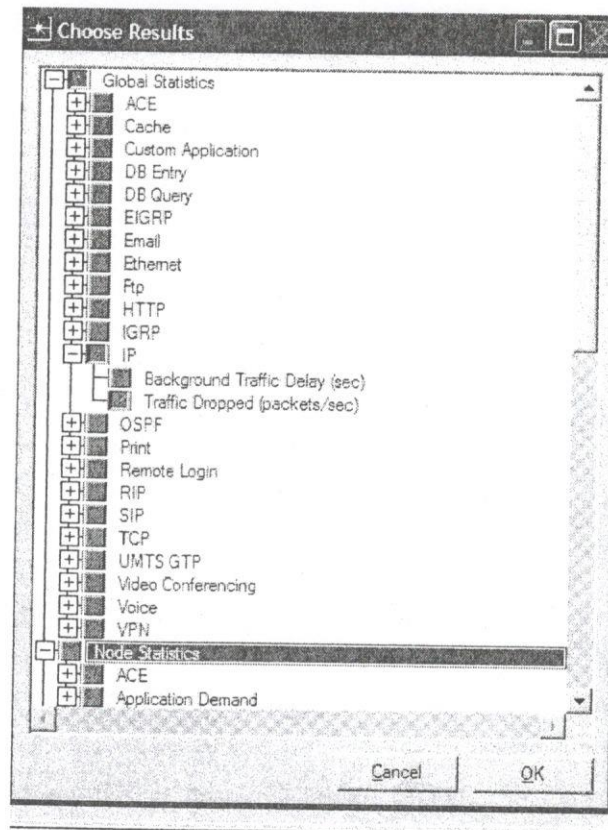 Choose Results
Global Statistics
ACE
Cache
Custom Application
DB Entry
DB Query
EIGRP
Email
Ethernet
Ftp
HTTP
IGRP
IP
Background Traffic Delay (sec)
Traffic Dropped (packets/sec)
OSPF
Print
Remote Login
RIP
SIP
TCP
UMTS GTP
Video Conferencing
Voice
VPN
Node Statistics
ACE
Application Demand
Cancel
OK